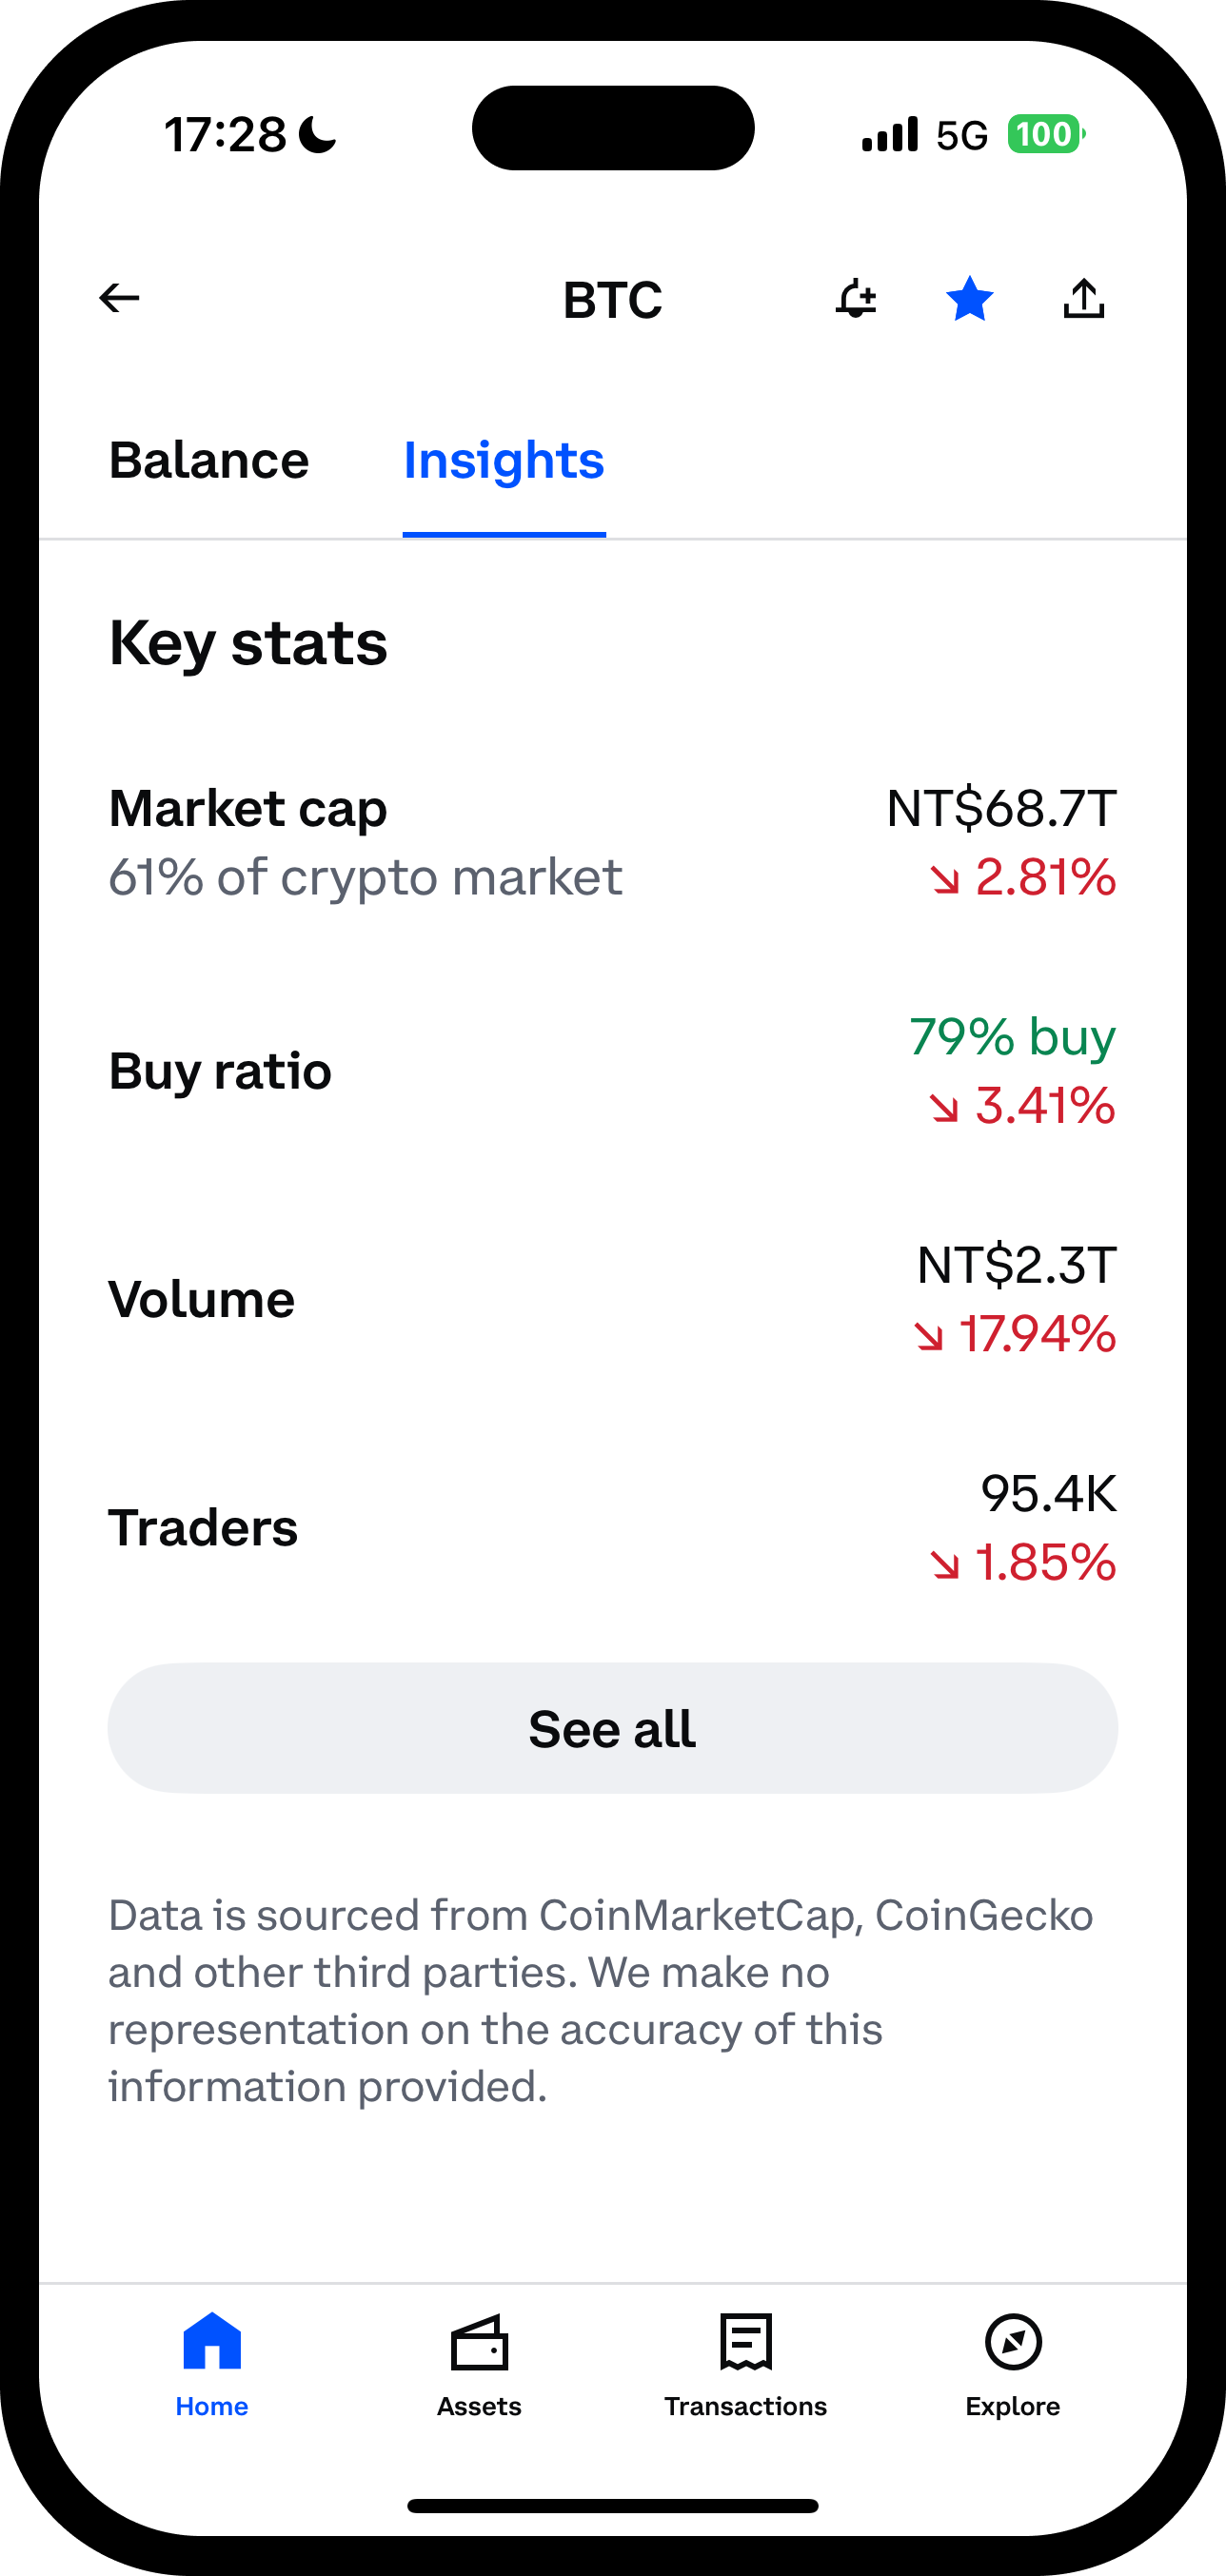 17:28
5G
100
BTC
Balance
Insights
Key stats
Market cap
NT$68.7T
61% of crypto market
↘ 2.81%
Buy ratio
79% buy
↘ 3.41%
Volume
NT$2.3T
↘ 17.94%
Traders
95.4K
↘ 1.85%
See all
Data is sourced from CoinMarketCap, CoinGecko
and other third parties. We make no
representation on the accuracy of this
information provided.
Home
Assets
Transactions
Explore